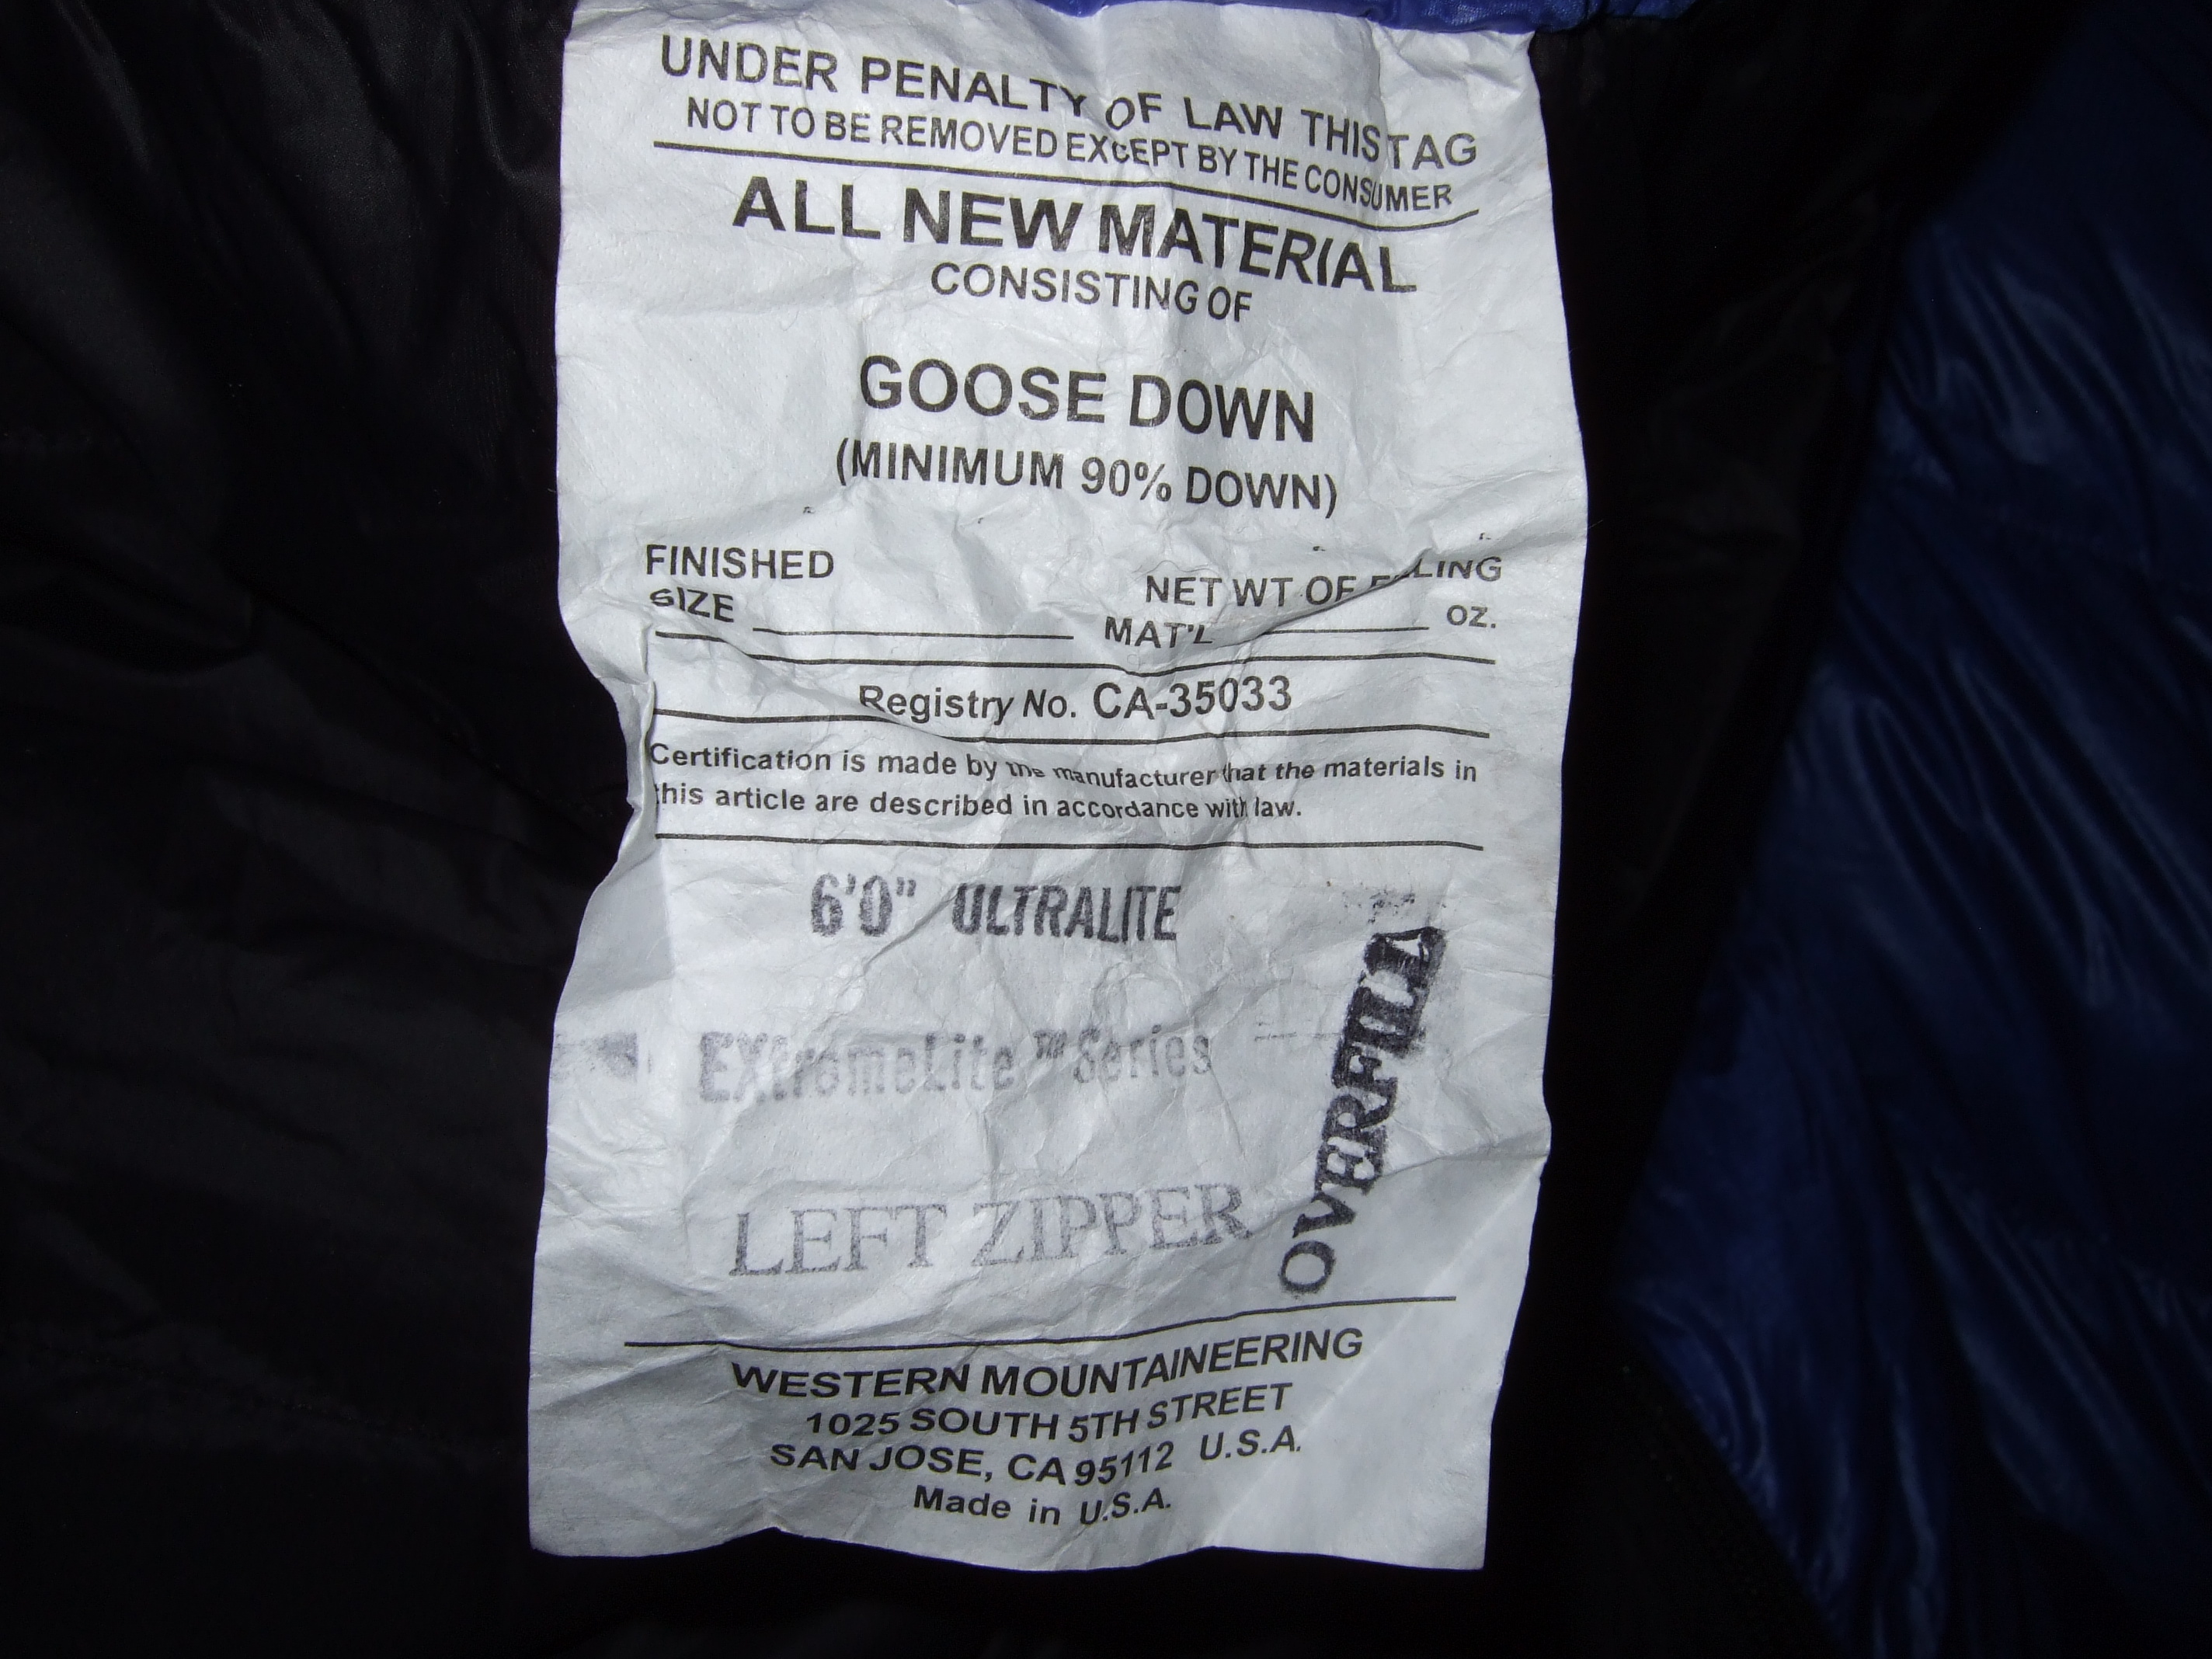 UNDER PENALTY OF LAW THIS TAG
NOT TO BE REMOVED EXCEPT BY THE CONSUMER
ALL NEW MATERIAL
CONSISTING OF
GOOSE DOWN
(MINIMUM 90% DOWN)
FINISHED
SIZE
NET WT OF FILLING
MAT'L OZ.
Registry No. CA-35033
Certification is made by the manufacturer that the materials in
this article are described in accordance with law.
6'0" ULTRALITE
EXtremeLite™ Series
LEFT ZIPPER
OVERFILL
WESTERN MOUNTAINEERING
1025 SOUTH 5TH STREET
SAN JOSE, CA 95112 U.S.A.
Made in U.S.A.